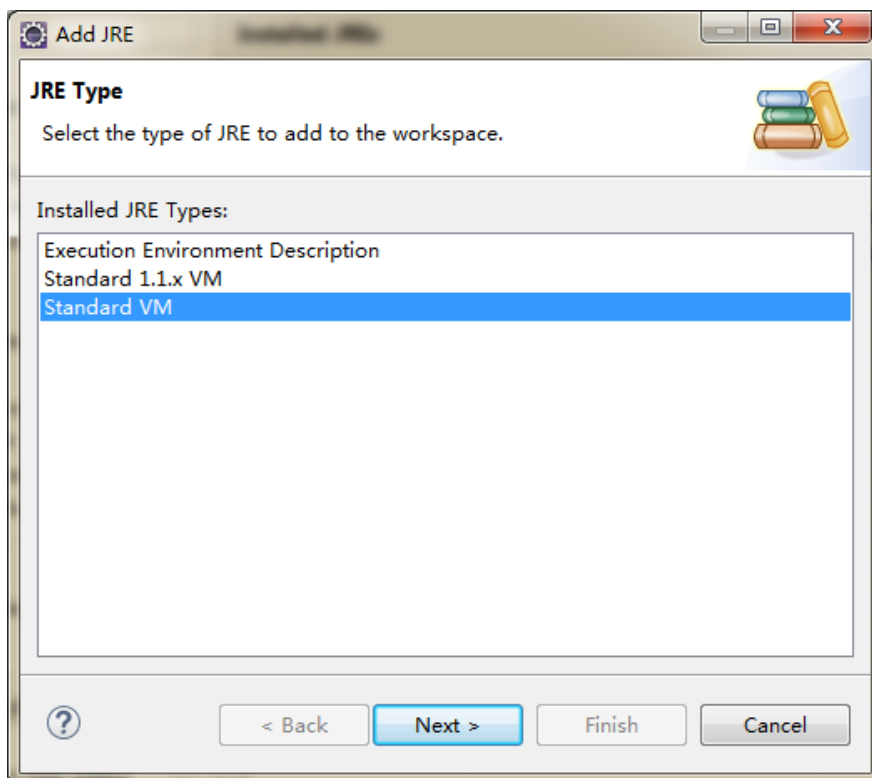 Add JRE
JRE Type
Select the type of JRE to add to the workspace.
Installed JRE Types:
Execution Environment Description
Standard 1.1.x VM
Standard VM
?
< Back
Next >
Finish
Cancel